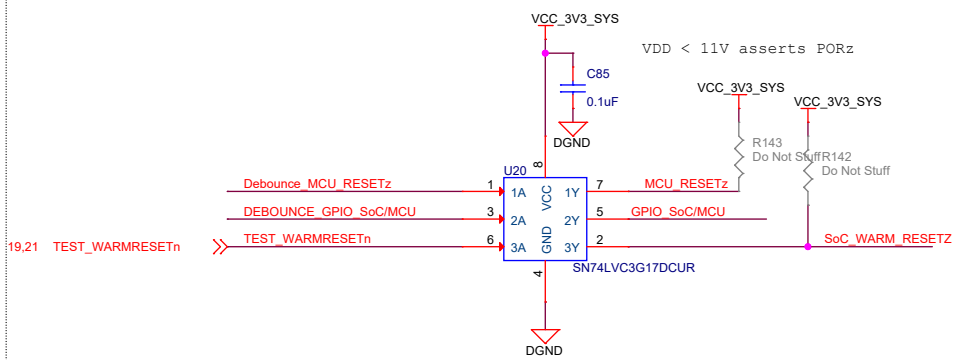 VCC_3V3_SYS
VDD < 11V asserts PORz
C85
0.1uF
DGND
VCC_3V3_SYS
VCC_3V3_SYS
R143
Do Not Stuff
R142
Do Not Stuff
U20
8
VCC
Debounce_MCU_RESETz
1
1A
1Y
7
MCU_RESETz
DEBOUNCE_GPIO_SoC/MCU
3
2A
2Y
5
GPIO_SoC/MCU
19,21
TEST_WARMRESETn
TEST_WARMRESETn
6
3A
GND
3Y
2
SoC_WARM_RESETZ
4
SN74LVC3G17DCUR
DGND